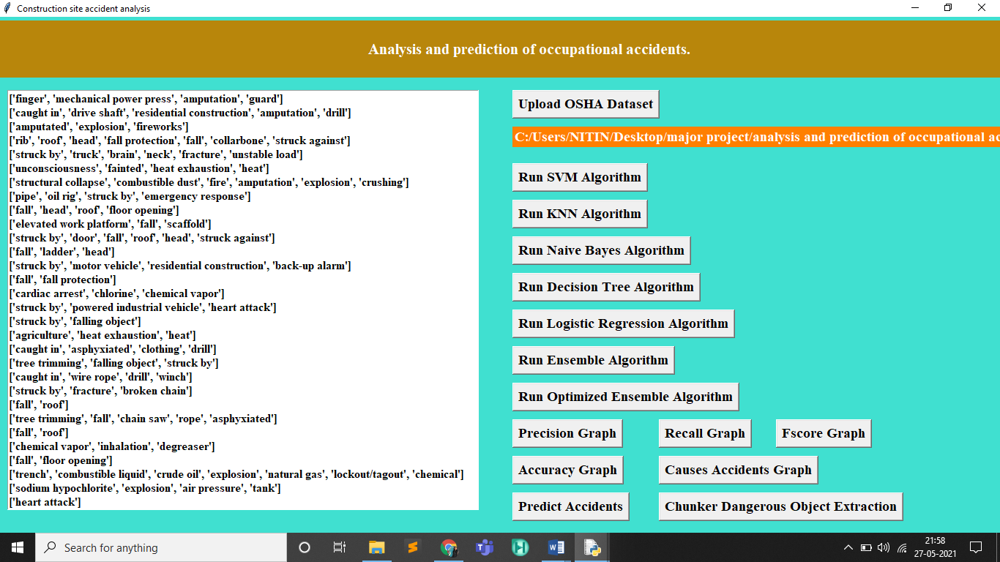 Construction site accident analysis
Analysis and prediction of occupational accidents.
['finger', 'mechanical power press', 'amputation', 'guard']
['caught in', 'drive shaft', 'residential construction', 'amputation', 'drill']
['amputated', 'explosion', 'fireworks']
['rib', 'roof', 'head', 'fall protection', 'fall', 'collarbone', 'struck against']
['struck by', 'truck', 'brain', 'neck', 'fracture', 'unstable load']
['unconsciousness', 'fainted', 'heat exhaustion', 'heat']
['structural collapse', 'combustible dust', 'fire', 'amputation', 'explosion', 'crushing']
['pipe', 'oil rig', 'struck by', 'emergency response']
['fall', 'head', 'roof', 'floor opening']
['elevated work platform', 'fall', 'scaffold']
['struck by', 'door', 'fall', 'roof', 'head', 'struck against']
['fall', 'ladder', 'head']
['struck by', 'motor vehicle', 'residential construction', 'back-up alarm']
['fall', 'fall protection']
['cardiac arrest', 'chlorine', 'chemical vapor']
['struck by', 'powered industrial vehicle', 'heart attack']
['struck by', 'falling object']
['agriculture', 'heat exhaustion', 'heat']
['caught in', 'asphyxiated', 'clothing', 'drill']
['tree trimming', 'falling object', 'struck by']
['caught in', 'wire rope', 'drill', 'winch']
['struck by', 'fracture', 'broken chain']
['fall', 'roof']
['tree trimming', 'fall', 'chain saw', 'rope', 'asphyxiated']
['fall', 'roof']
['chemical vapor', 'inhalation', 'degreaser']
['fall', 'floor opening']
['trench', 'combustible liquid', 'crude oil', 'explosion', 'natural gas', 'lockout/tagout', 'chemical']
['sodium hypochlorite', 'explosion', 'air pressure', 'tank']
['heart attack']
Upload OSHA Dataset
C:/Users/NITIN/Desktop/major project/analysis and prediction of occupational ac
Run SVM Algorithm
Run KNN Algorithm
Run Naive Bayes Algorithm
Run Decision Tree Algorithm
Run Logistic Regression Algorithm
Run Ensemble Algorithm
Run Optimized Ensemble Algorithm
Precision Graph Recall Graph Fscore Graph
Accuracy Graph Causes Accidents Graph
Predict Accidents Chunker Dangerous Object Extraction
Search for anything
21:58
27-05-2021